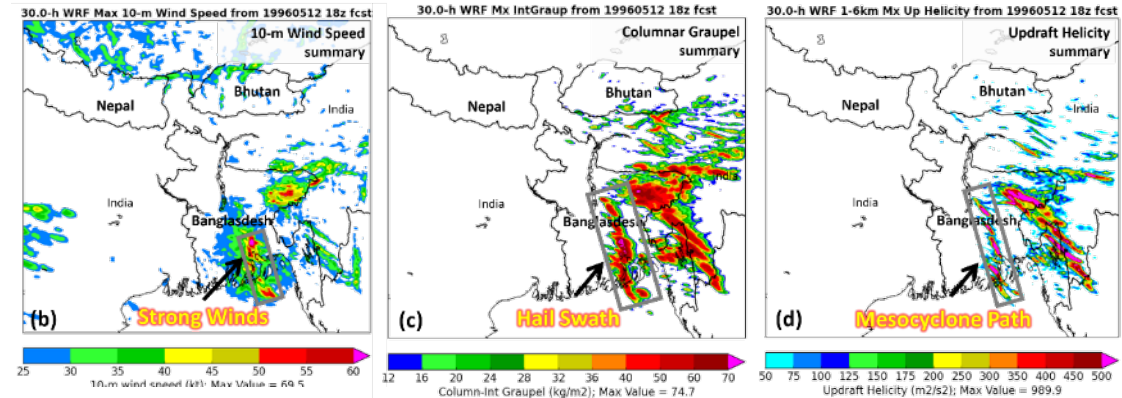 30.0-h WRF Max 10-m Wind Speed from 19960512 18z fcst
10-m Wind Speed
summary
Nepal
Bhutan
India
India
Banglasdesh
(b)
Strong Winds
25 30 35 40 45 50 55 60
10-m wind speed (kt); Max Value = 69.5
30.0-h WRF Mx IntGraup from 19960512 18z fcst
Columnar Graupel
summary
Nepal
Bhutan
India
India
Banglasdesh
(c)
Hail Swath
12 16 20 24 28 32 36 40 50 60 70
Column-Int Graupel (kg/m2); Max Value = 74.7
30.0-h WRF 1-6km Mx Up Helicity from 19960512 18z fcst
Updraft Helicity
summary
Nepal
Bhutan
India
India
Banglasdesh
(d)
Mesocyclone Path
50 75 100 125 150 175 200 250 300 350 400 450 500
Updraft Helicity (m2/s2); Max Value = 989.9